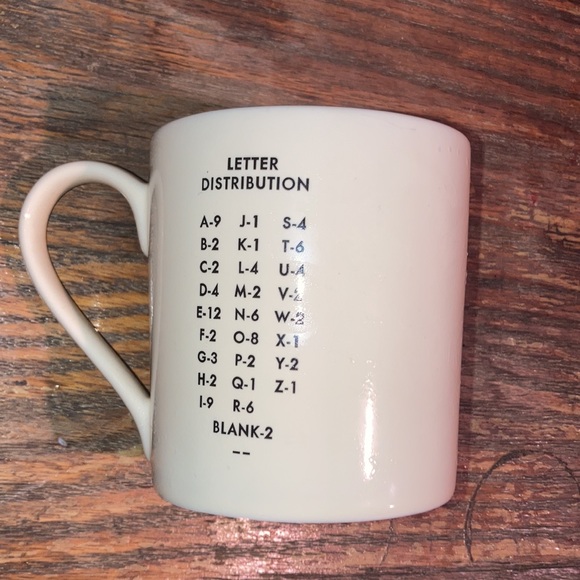 LETTER
DISTRIBUTION
A-9 J-1 S-4
B-2 K-1 T-6
C-2 L-4 U-4
D-4 M-2 V-2
E-12 N-6 W-2
F-2 O-8 X-1
G-3 P-2 Y-2
H-2 Q-1 Z-1
I-9 R-6
BLANK-2
--